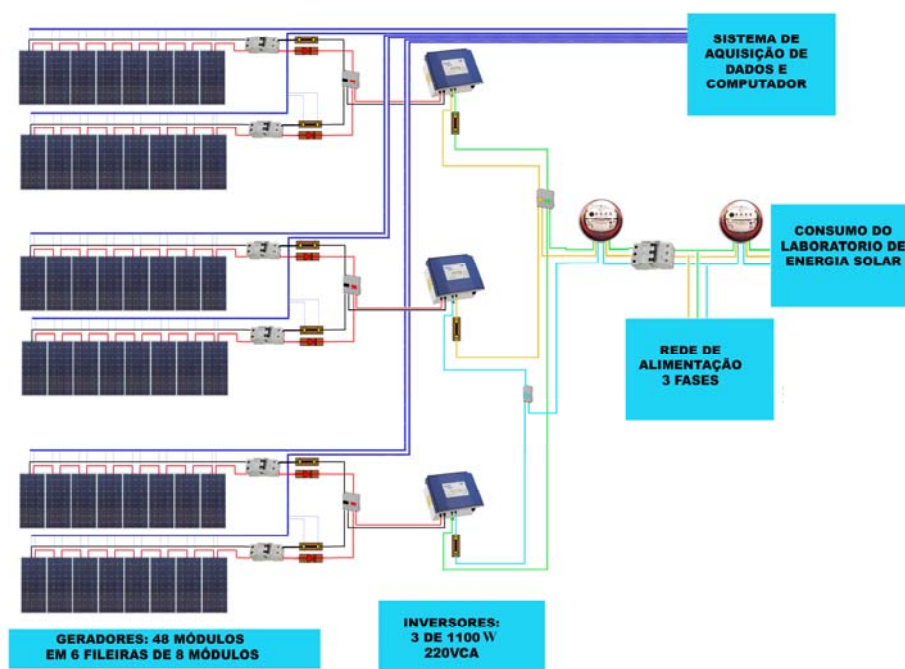 SISTEMA DE
AQUISIÇÃO DE
DADOS E
COMPUTADOR
CONSUMO DO
LABORATORIO DE
ENERGIA SOLAR
REDE DE
ALIMENTAÇÃO
3 FASES
GERADORES: 48 MÓDULOS
EM 6 FILEIRAS DE 8 MÓDULOS
INVERSORES:
3 DE 1100 W
220VCA